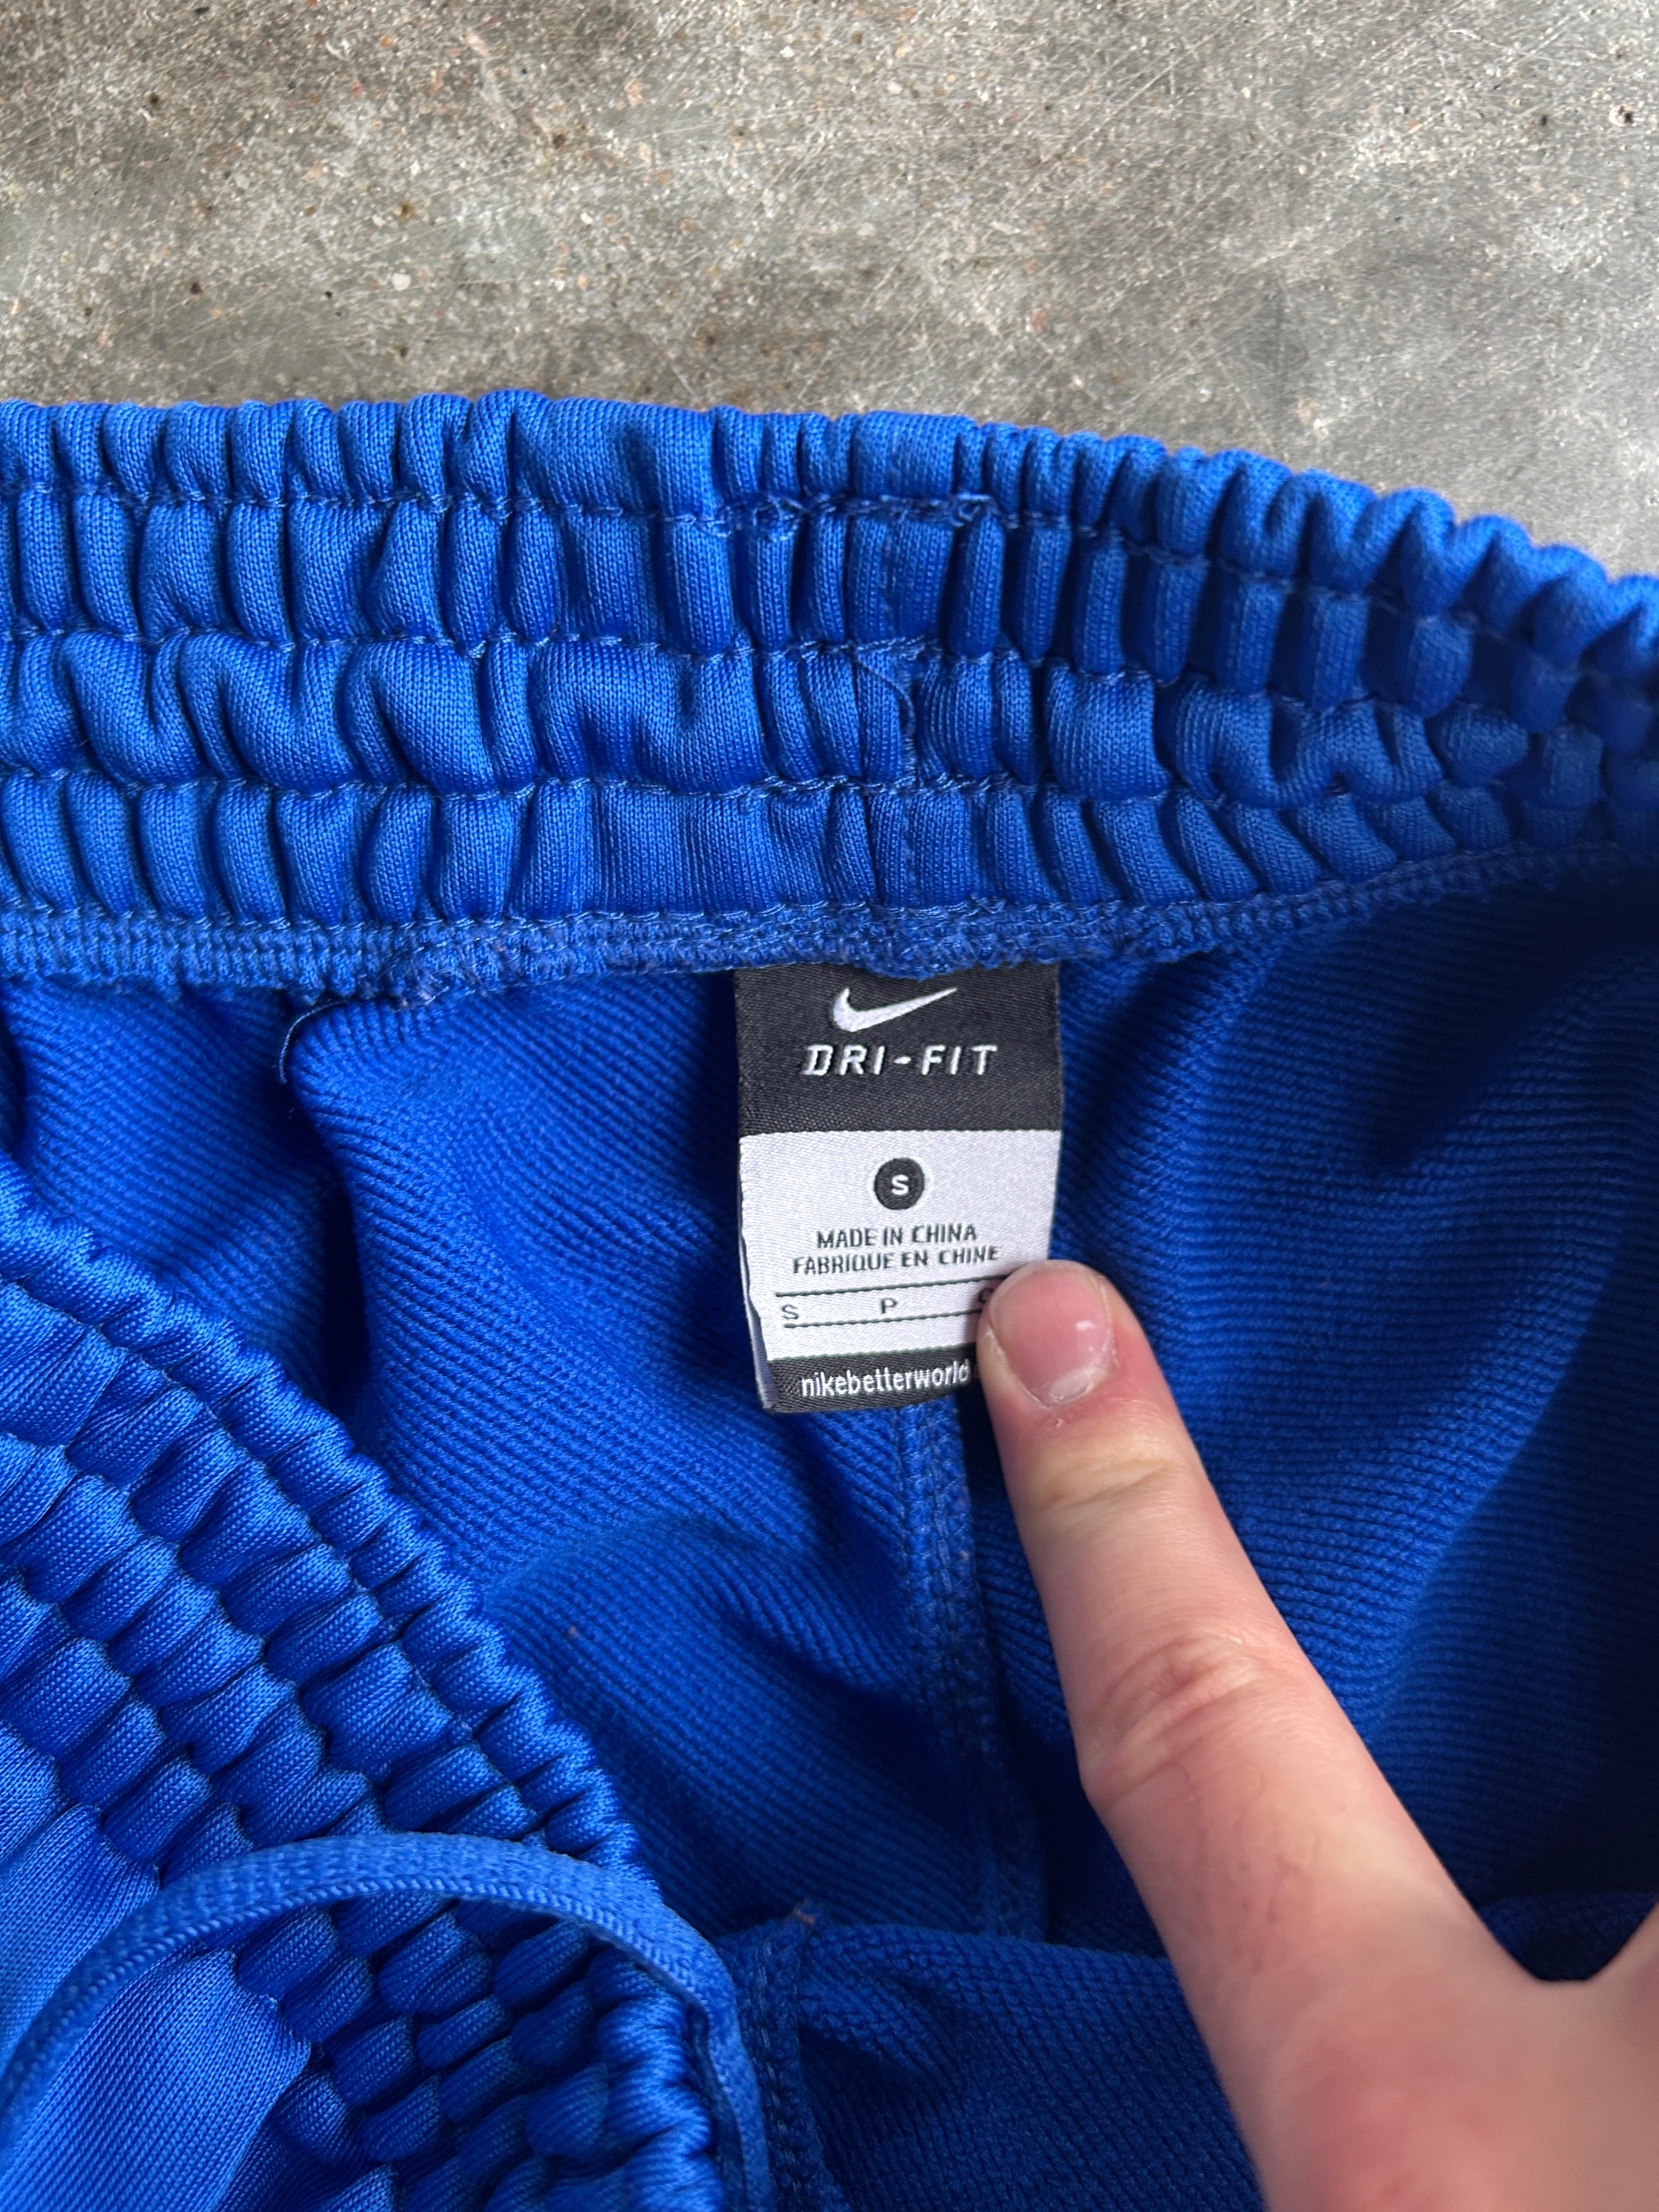 DRI-FIT
S
MADE IN CHINA
FABRIQUE EN CHINE
S P
nikebetterworld